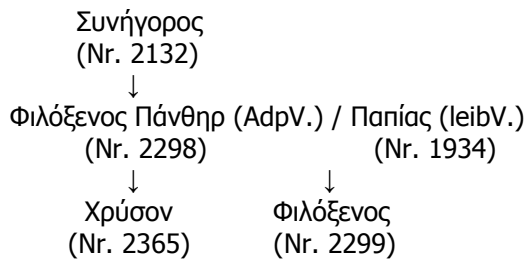 Συνήγορος
(Nr. 2132)
↓
Φιλόξενος Πάνθηρ (AdpV.) / Παπίας (leibV.)
(Nr. 2298) (Nr. 1934)
↓ ↓
Χρύσον Φιλόξενος
(Nr. 2365) (Nr. 2299)